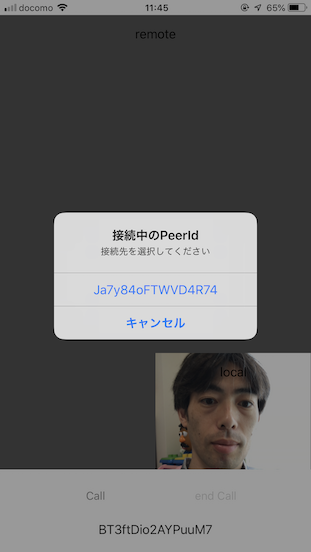 docomo 11:45 65%
remote
接続中のPeerId
接続先を選択してください
Ja7y84oFTWVD4R74
キャンセル
local
Call end Call
BT3ftDio2AYPuuM7